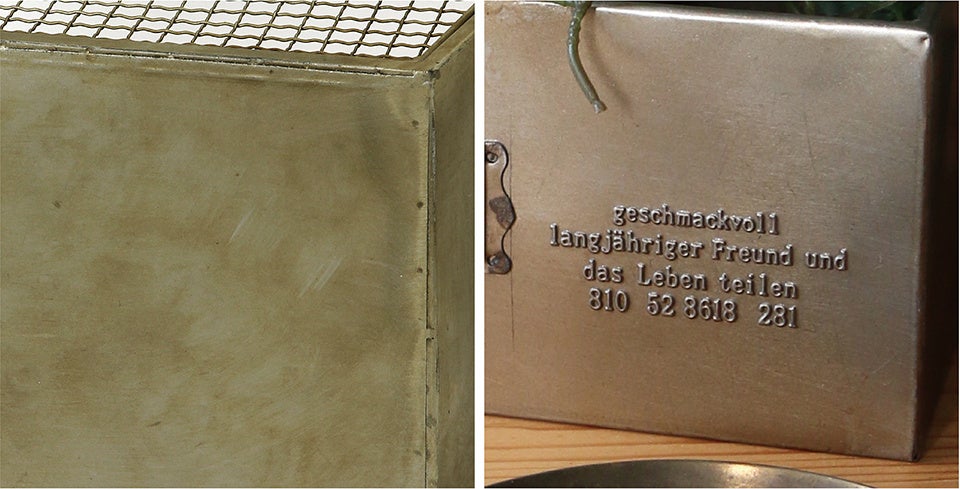 geschmackvoll
langjähriger Freund und
das Leben teilen
810 52 8618 281